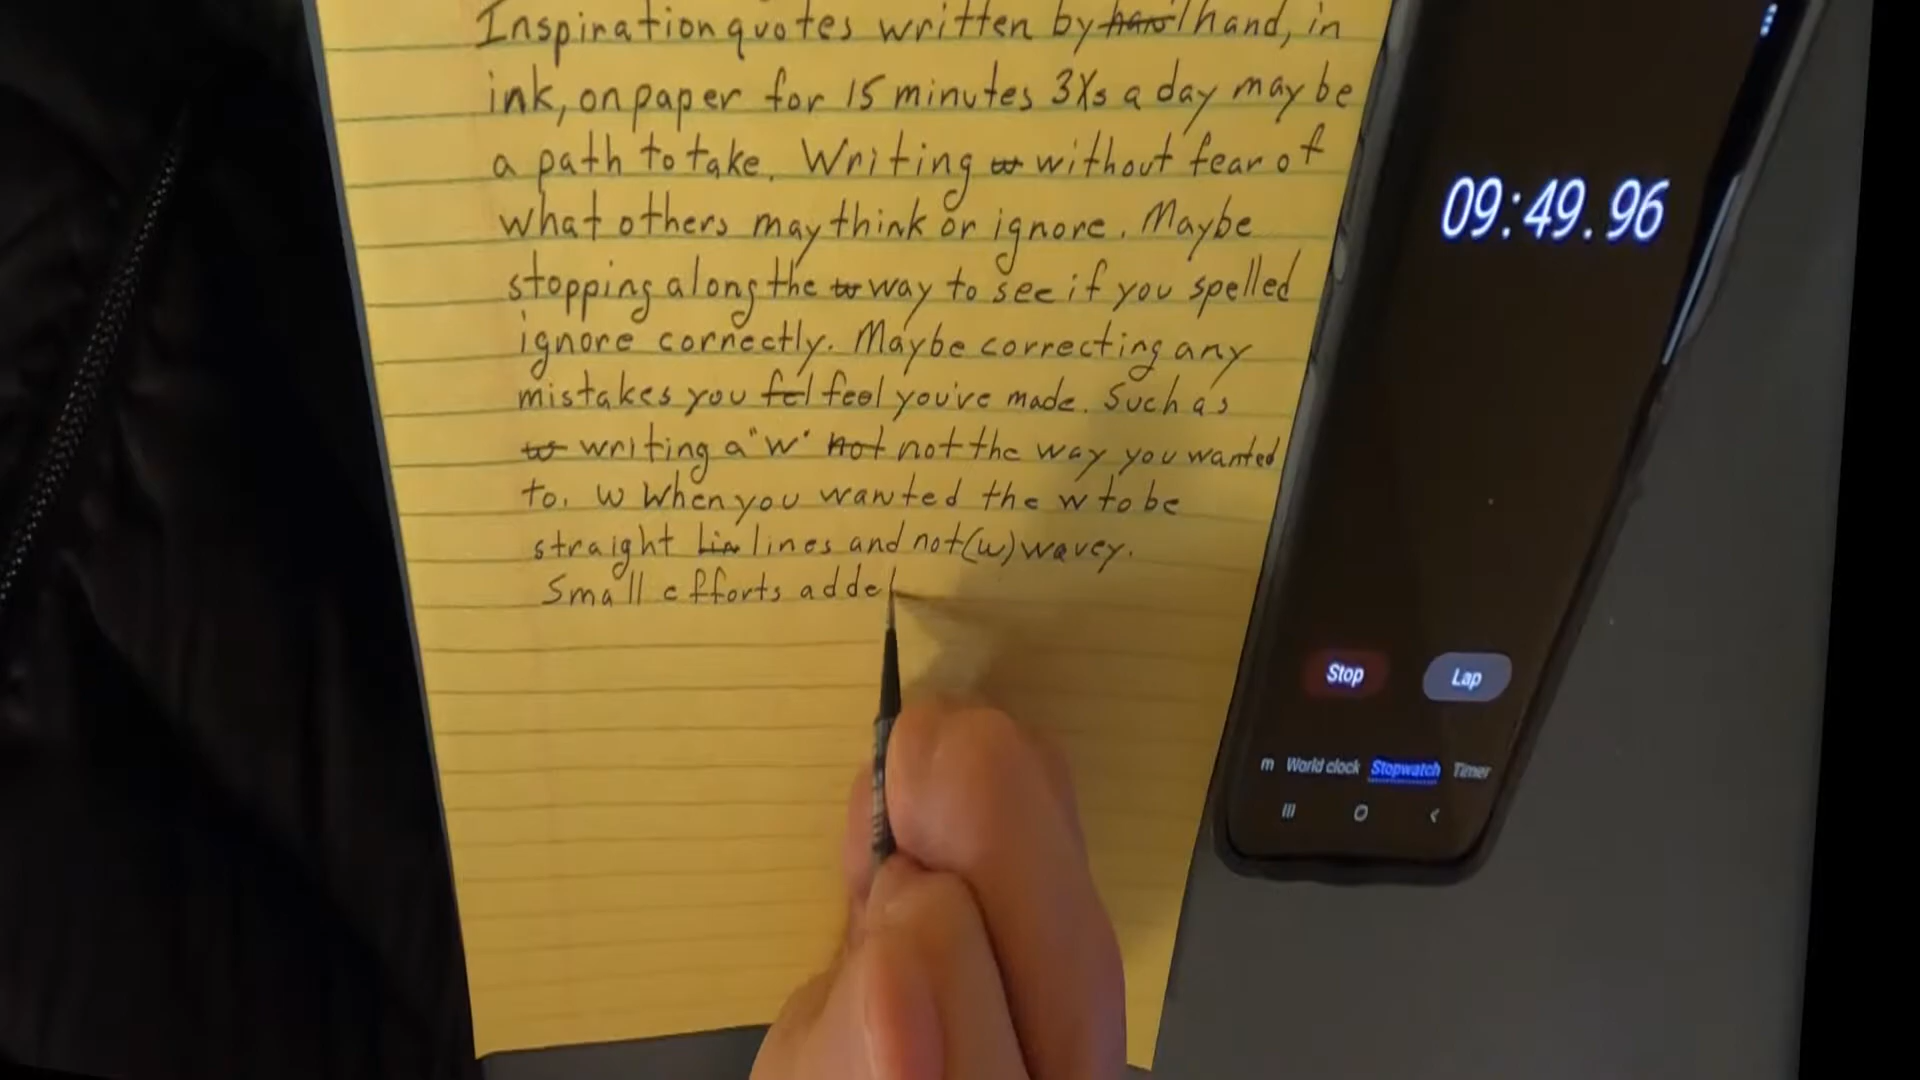 Inspiration quotes written by hand, in
ink, on paper for 15 minutes 3Xs a day may be
a path to take. Writing w without fear of
what others may think or ignore. Maybe
stopping along the w way to see if you spelled
ignore cornectly. Maybe correcting any
mistakes you fel feel you've made. Such as
w writing a "w" not not the way you wanted
to. w When you wanted the w to be
straight Lin lines and not (w) wavey.
Small efforts added
09:49.96
Stop
Lap
m World clock Stopwatch Timer